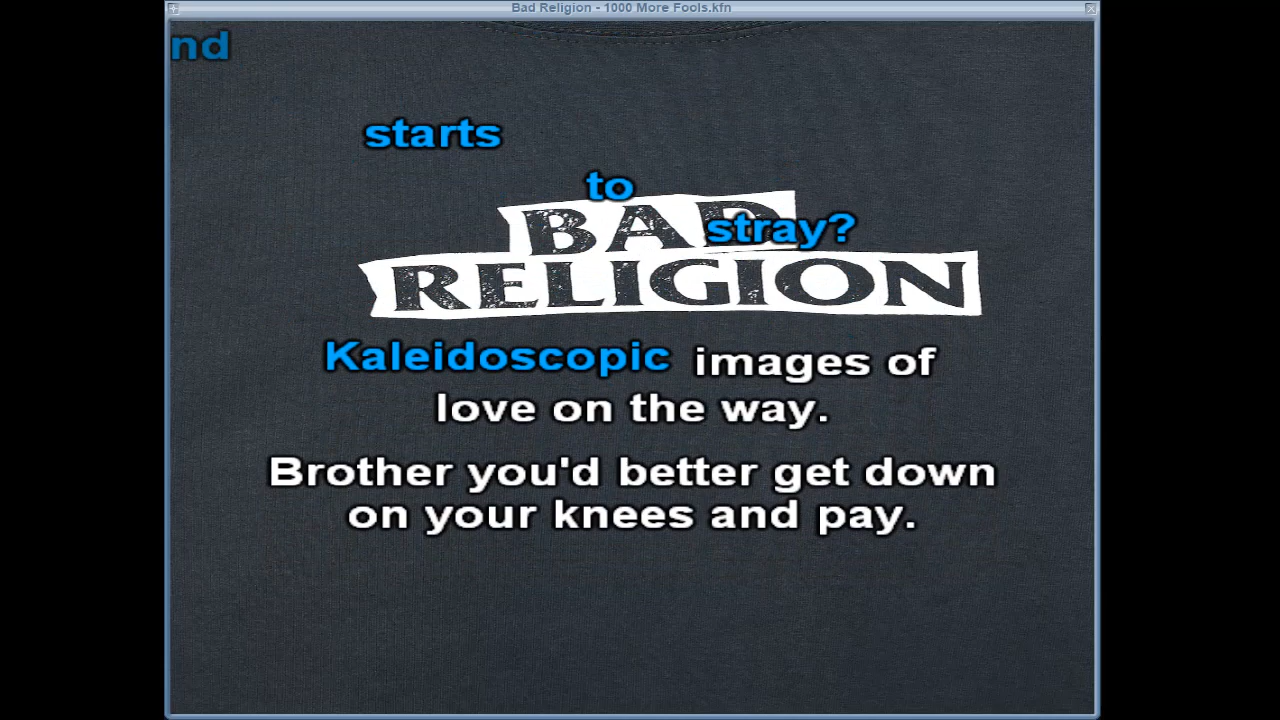 Bad Religion - 1000 More Fools.kfn
nd
starts
to
stray?
BAD
RELIGION
Kaleidoscopic images of
love on the way.
Brother you'd better get down
on your knees and pay.